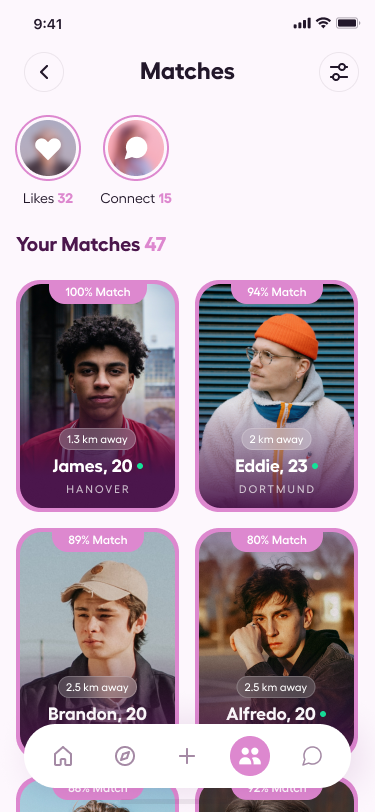 9:41
Matches
Likes 32
Connect 15
Your Matches 47
100% Match
94% Match
1.3 km away
2 km away
James, 20
Eddie, 23
HANOVER
DORTMUND
89% Match
80% Match
2.5 km away
2.5 km away
Brandon, 20
Alfredo, 20
Match
92% Match